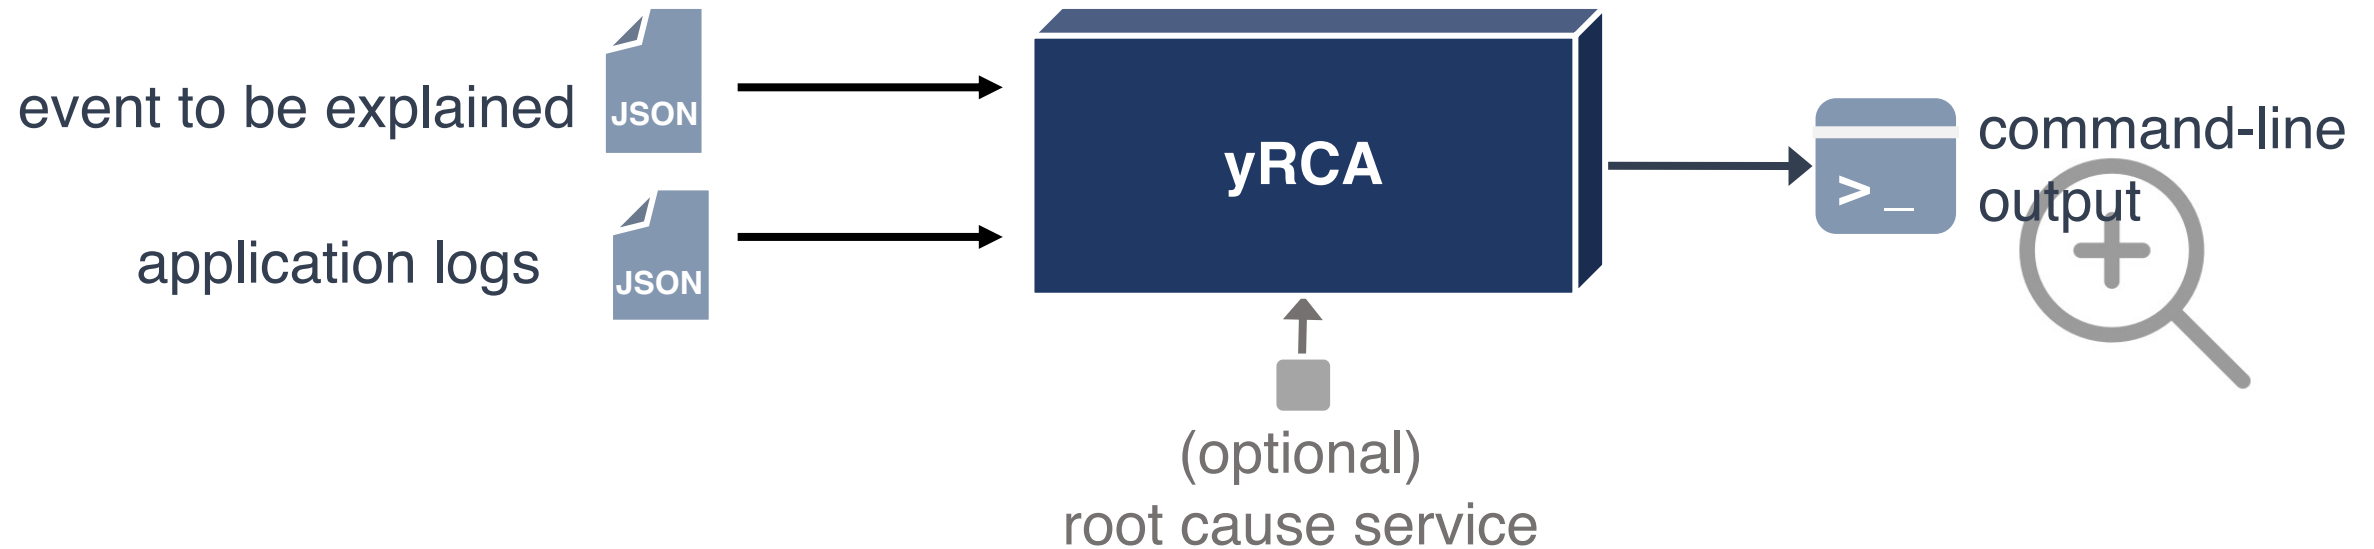 event to be explained
JSON
application logs
JSON
yRCA
>_
command-line
output
(optional)
root cause service